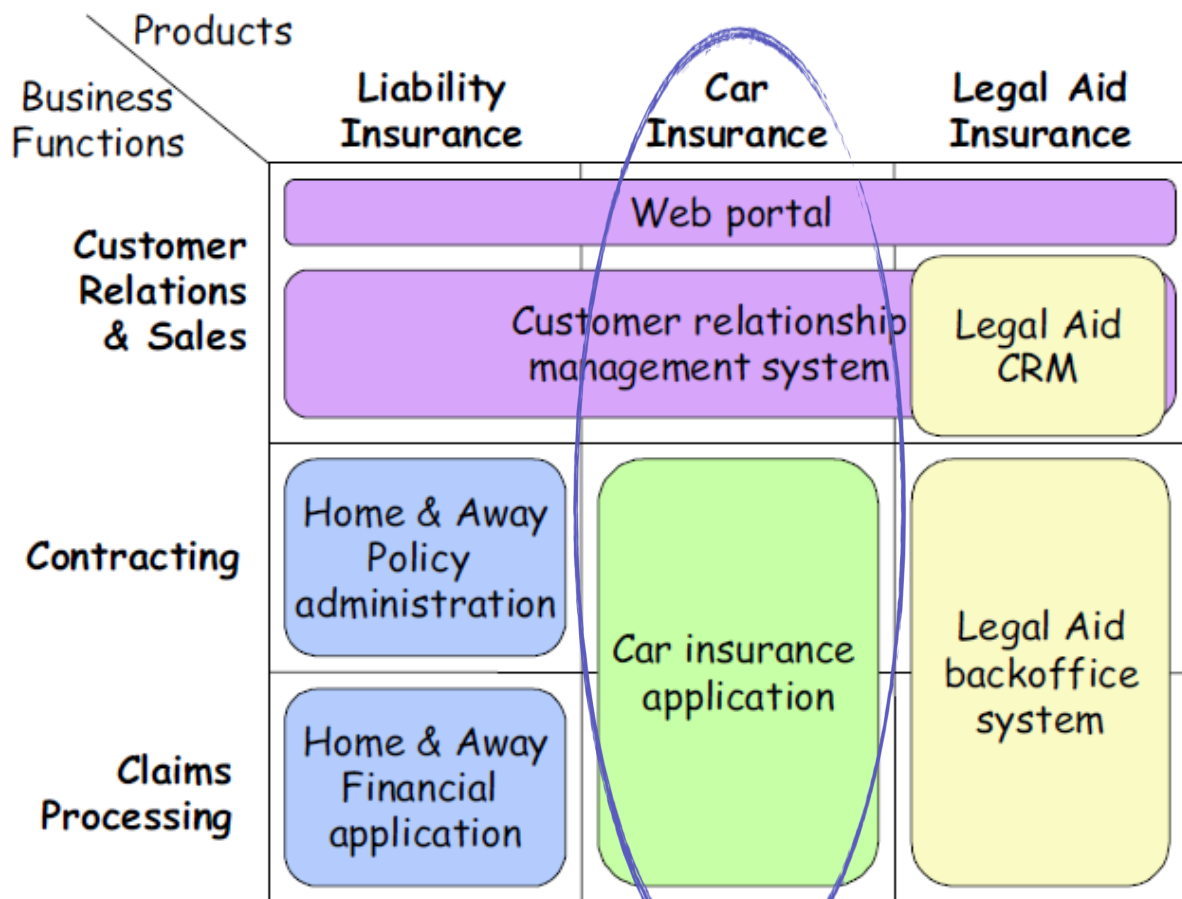 Products
Business
Functions
Liability
Insurance
Car
Insurance
Legal Aid
Insurance
Customer
Relations
& Sales
Web portal
Customer relationship
management system
Legal Aid
CRM
Contracting
Home & Away
Policy
administration
Car insurance
application
Legal Aid
backoffice
system
Claims
Processing
Home & Away
Financial
application